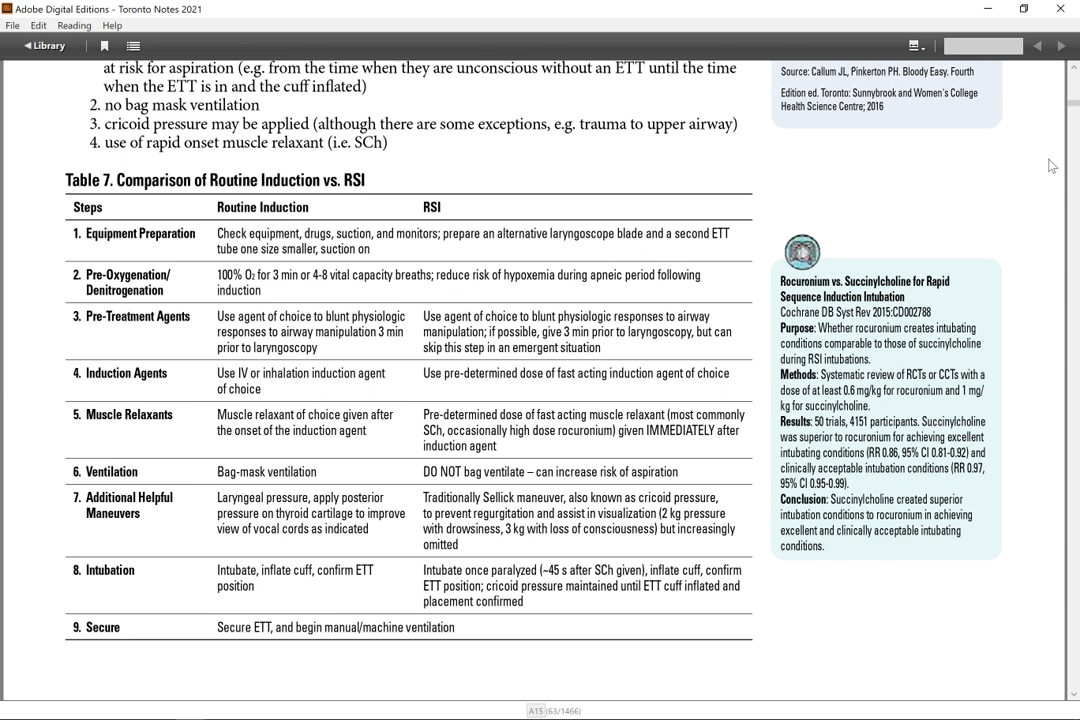 Adobe Digital Editions - Toronto Notes 2021
File Edit Reading Help
Library
at risk for aspiration (e.g. from the time when they are unconscious without an ETT until the time
when the ETT is in and the cuff inflated)
2. no bag mask ventilation
3. cricoid pressure may be applied (although there are some exceptions, e.g. trauma to upper airway)
4. use of rapid onset muscle relaxant (i.e. SCh)
Table 7. Comparison of Routine Induction vs. RSI
Steps Routine Induction RSI
1. Equipment Preparation Check equipment, drugs, suction, and monitors; prepare an alternative laryngoscope blade and a second ETT
tube one size smaller, suction on
2. Pre-Oxygenation/ 100% O₂ for 3 min or 4-8 vital capacity breaths; reduce risk of hypoxemia during apneic period following
Denitrogenation induction
3. Pre-Treatment Agents Use agent of choice to blunt physiologic Use agent of choice to blunt physiologic responses to airway
responses to airway manipulation 3 min manipulation; if possible, give 3 min prior to laryngoscopy, but can
prior to laryngoscopy skip this step in an emergent situation
4. Induction Agents Use IV or inhalation induction agent Use pre-determined dose of fast acting induction agent of choice
of choice
5. Muscle Relaxants Muscle relaxant of choice given after Pre-determined dose of fast acting muscle relaxant (most commonly
the onset of the induction agent SCh, occasionally high dose rocuronium) given IMMEDIATELY after
induction agent
6. Ventilation Bag-mask ventilation DO NOT bag ventilate – can increase risk of aspiration
7. Additional Helpful Laryngeal pressure, apply posterior Traditionally Sellick maneuver, also known as cricoid pressure,
Maneuvers pressure on thyroid cartilage to improve to prevent regurgitation and assist in visualization (2 kg pressure
view of vocal cords as indicated with drowsiness, 3 kg with loss of consciousness) but increasingly
omitted
8. Intubation Intubate, inflate cuff, confirm ETT Intubate once paralyzed (~45 s after SCh given), inflate cuff, confirm
position ETT position; cricoid pressure maintained until ETT cuff inflated and
placement confirmed
9. Secure Secure ETT, and begin manual/machine ventilation
Source: Callum JL, Pinkerton PH. Bloody Easy. Fourth
Edition ed. Toronto: Sunnybrook and Women's College
Health Science Centre; 2016
Rocuronium vs. Succinylcholine for Rapid
Sequence Induction Intubation
Cochrane DB Syst Rev 2015:CD002788
Purpose: Whether rocuronium creates intubating
conditions comparable to those of succinylcholine
during RSI intubations.
Methods: Systematic review of RCTs or CCTs with a
dose of at least 0.6 mg/kg for rocuronium and 1 mg/
kg for succinylcholine.
Results: 50 trials, 4151 participants. Succinylcholine
was superior to rocuronium for achieving excellent
intubating conditions (RR 0.86, 95% CI 0.81-0.92) and
clinically acceptable intubation conditions (RR 0.97,
95% CI 0.95-0.99).
Conclusion: Succinylcholine created superior
intubation conditions to rocuronium in achieving
excellent and clinically acceptable intubating
conditions.
A15 (63/1466)